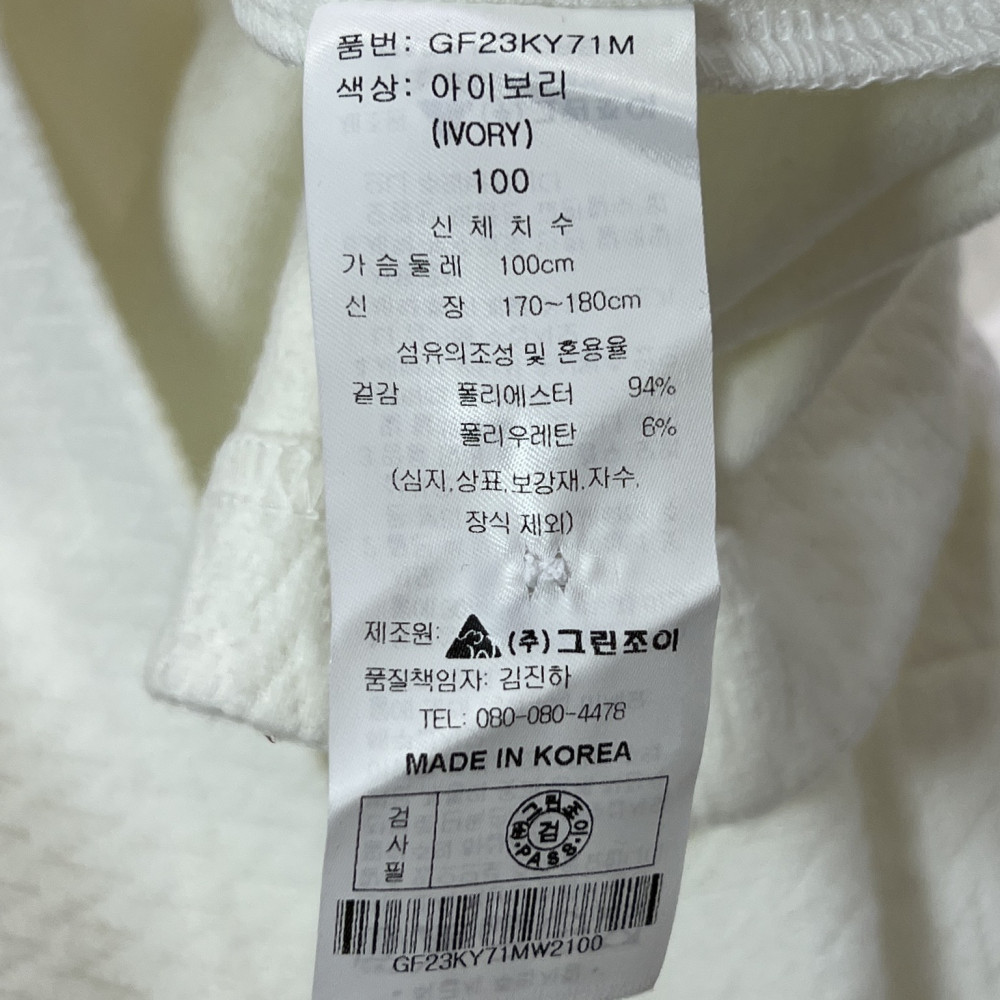 품번: GF23KY71M
색상: 아이보리
(IVORY)
100
신 체 치 수
가슴둘레 100cm
신 장 170~180cm
섬유의조성 및 혼용율
겉감 폴리에스터 94%
폴리우레탄 6%
(심지,상표,보강재,자수,
장식 제외)
제조원: (주)그린조이
품질책임자: 김진하
TEL: 080-080-4478
MADE IN KOREA
검사필
㈜그린조이
검
PASS
GF23KY71MW2100